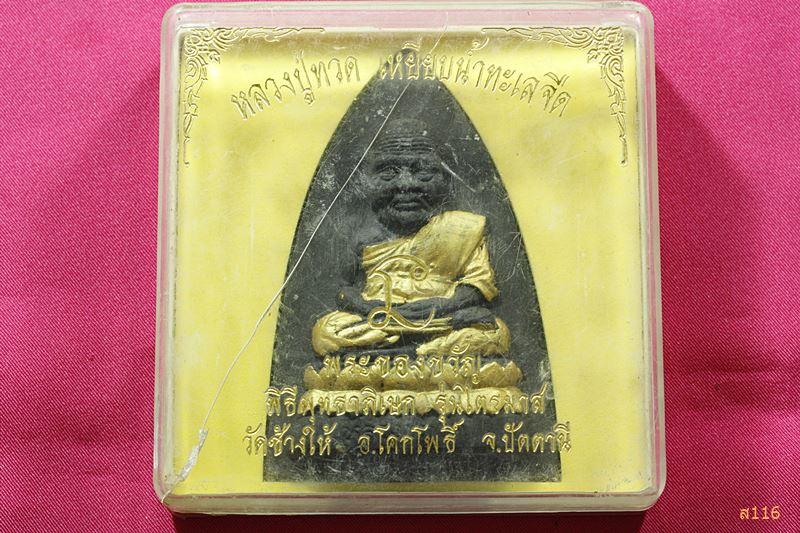 หลวงปู่ทวด เหยียบน้ำทะเลจืด
พระของขวัญ
พิธีพุทธาภิเษก รุ่นไตรมาส
วัดช้างให้ อ.โคกโพธิ์ จ.ปัตตานี
ส116